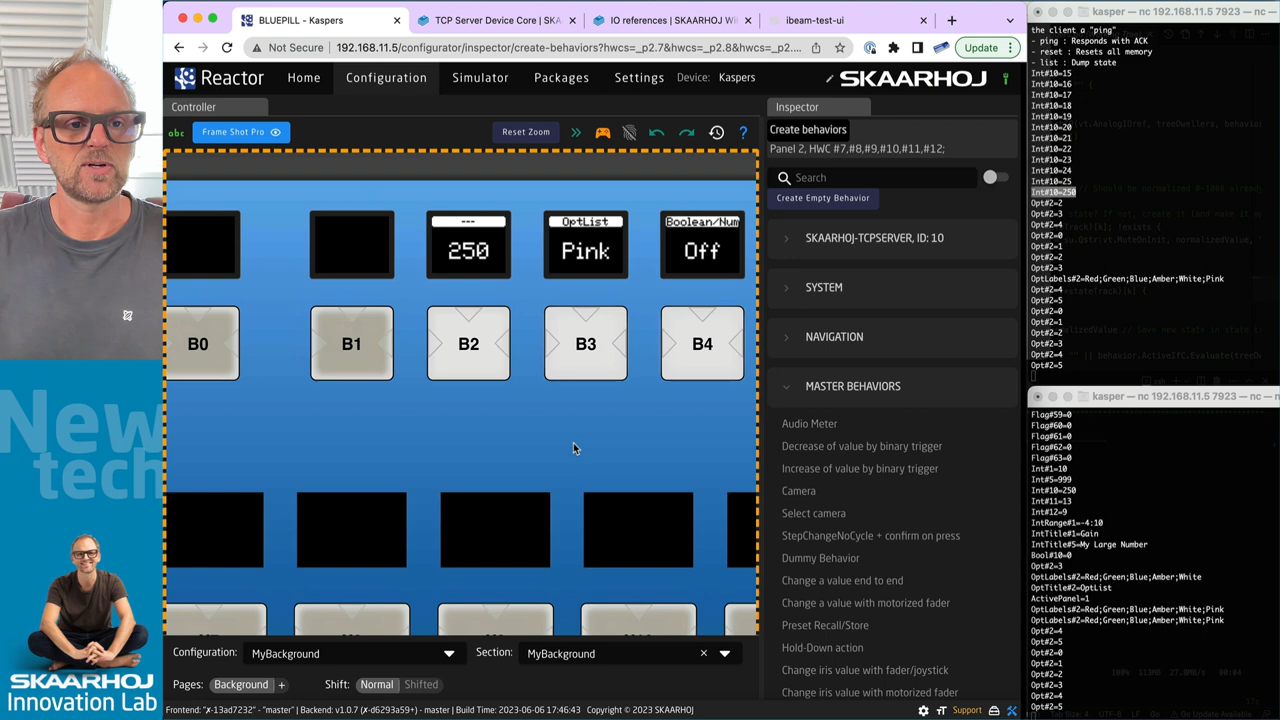 BLUEPILL - Kaspers
TCP Server Device Core | SKA
IO references | SKAARHOJ Wi
ibeam-test-ui
Not Secure
192.168.11.5/configurator/inspector/create-behaviors?hwcs=_p2.7&hwcs=_p2.8&hwcs=_p2....
Update
Reactor
Home
Configuration
Simulator
Packages
Settings
Device:
Kaspers
SKAARHOJ
Controller
abc
Frame Shot Pro
Reset Zoom
?
---
250
OptList
Pink
Boolean/Num
Off
B0
B1
B2
B3
B4
Configuration:
MyBackground
Section:
MyBackground
Pages:
Background
+
Shift:
Normal
Shifted
Inspector
Create behaviors
Panel 2, HWC #7,#8,#9,#10,#11,#12;
Search
Create Empty Behavior
SKAARHOJ-TCPSERVER, ID: 10
SYSTEM
NAVIGATION
MASTER BEHAVIORS
Audio Meter
Decrease of value by binary trigger
Increase of value by binary trigger
Camera
Select camera
StepChangeNoCycle + confirm on press
Dummy Behavior
Change a value end to end
Change a value with motorized fader
Preset Recall/Store
Hold-Down action
Change iris value with fader/joystick
Change iris value with motorized fader
Frontend: "✗-13ad7232" - "master" | Backend: v1.0.7 (✗-d6293a59+) - master | Build Time: 2023-06-06 17:46:43 Copyright © 2023 SKAARHOJ
Support
New
tech
SKAARHOJ
Innovation Lab
kasper — nc 192.168.11.5 7923 —
the client a "ping"
- ping : Responds with ACK
- reset : Resets all memory
- list : Dump state
Int#10=15
Int#10=16
Int#10=17
Int#10=18
Int#10=19
Int#10=20
Int#10=21
Int#10=22
Int#10=23
Int#10=24
Int#10=25
Int#10=250
Opt#2=2
Opt#2=3
Opt#2=4
Opt#2=0
Opt#2=1
Opt#2=2
Opt#2=3
OptLabels#2=Red;Green;Blue;Amber;White;Pink
Opt#2=4
Opt#2=5
Opt#2=0
Opt#2=1
Opt#2=2
Opt#2=3
Opt#2=4
Opt#2=5
kasper — nc 192.168.11.5 7923 —
Flag#59=0
Flag#60=0
Flag#61=0
Flag#62=0
Flag#63=0
Int#1=10
Int#5=999
Int#10=250
Int#11=13
Int#12=9
IntRange#1=-4:10
IntTitle#1=Gain
IntTitle#5=My Large Number
Bool#10=0
Opt#2=3
OptLabels#2=Red;Green;Blue;Amber;White
OptTitle#2=OptList
ActivePanel=1
OptLabels#2=Red;Green;Blue;Amber;White;Pink
OptLabels#2=Red;Green;Blue;Amber;White;Pink
Opt#2=4
Opt#2=5
Opt#2=0
Opt#2=1
Opt#2=2
Opt#2=3
Opt#2=4
Opt#2=5